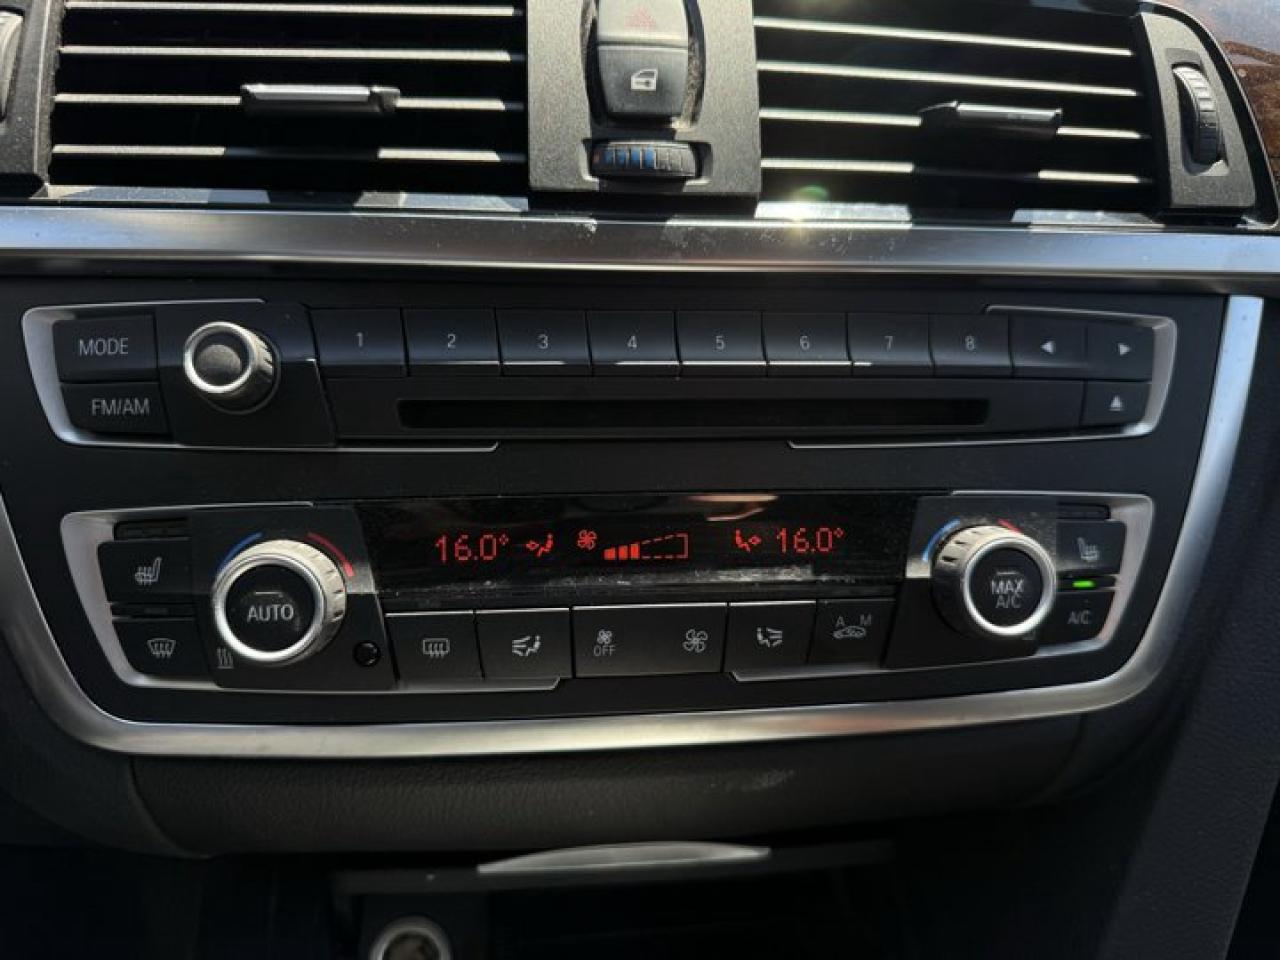 MODE
1 2 3 4 5 6 7 8
FM/AM
16.0° 16.0°
AUTO
MAX
A/C
A/C
OFF
A M